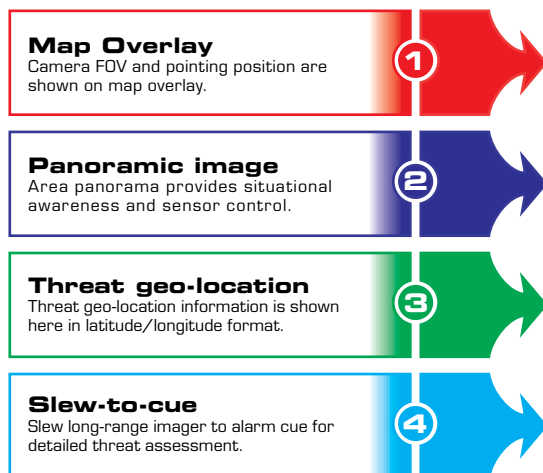 Map Overlay
Camera FOV and pointing position are
shown on map overlay.
1
Panoramic image
Area panorama provides situational
awareness and sensor control.
2
Threat geo-location
Threat geo-location information is shown
here in latitude/longitude format.
3
Slew-to-cue
Slew long-range imager to alarm cue for
detailed threat assessment.
4